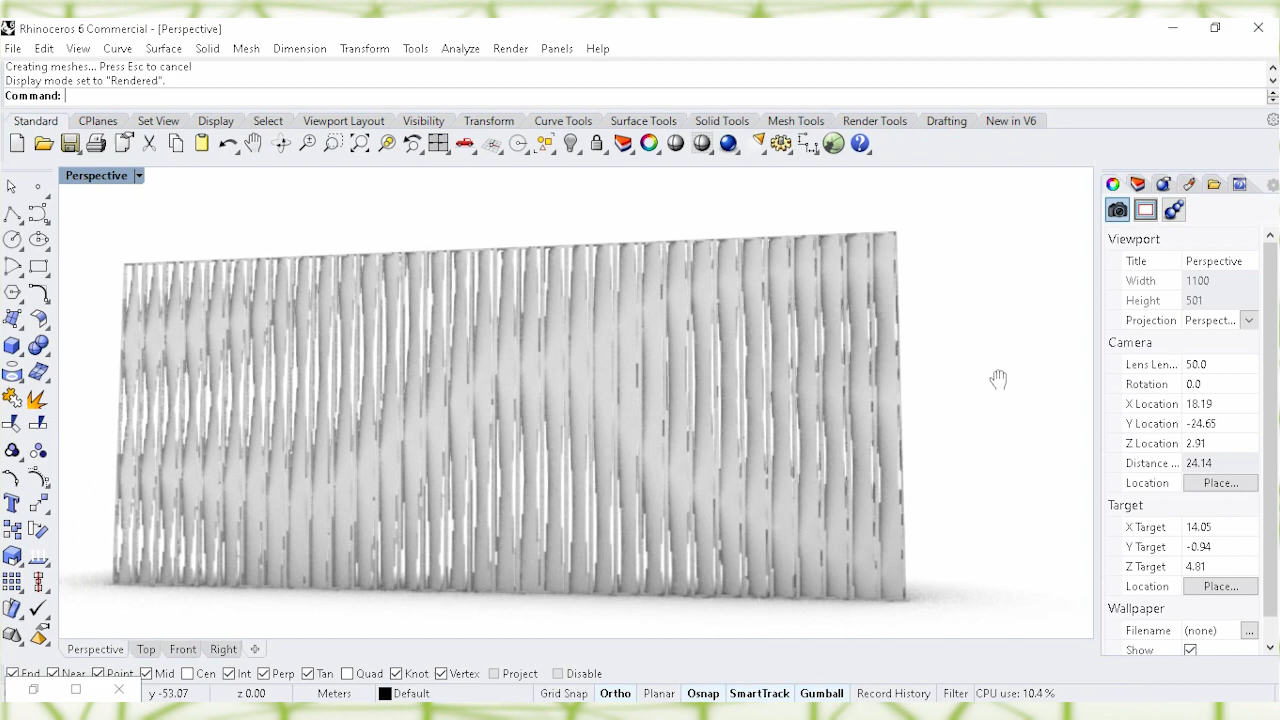 Rhinoceros 6 Commercial - [Perspective]
File Edit View Curve Surface Solid Mesh Dimension Transform Tools Analyze Render Panels Help
Creating meshes... Press Esc to cancel
Display mode set to "Rendered".
Command:
Standard CPlanes Set View Display Select Viewport Layout Visibility Transform Curve Tools Surface Tools Solid Tools Mesh Tools Render Tools Drafting New in V6
Perspective
Viewport
Title Perspective
Width 1100
Height 501
Projection Perspect...
Camera
Lens Len... 50.0
Rotation 0.0
X Location 18.19
Y Location -24.65
Z Location 2.91
Distance ... 24.14
Location Place...
Target
X Target 14.05
Y Target -0.94
Z Target 4.81
Location Place...
Wallpaper
Filename (none) ...
Show
Perspective Top Front Right
End Near Point Mid Cen Int Perp Tan Quad Knot Vertex Project Disable
y -53.07 z 0.00 Meters Default Grid Snap Ortho Planar Osnap SmartTrack Gumball Record History Filter CPU use: 10.4 %